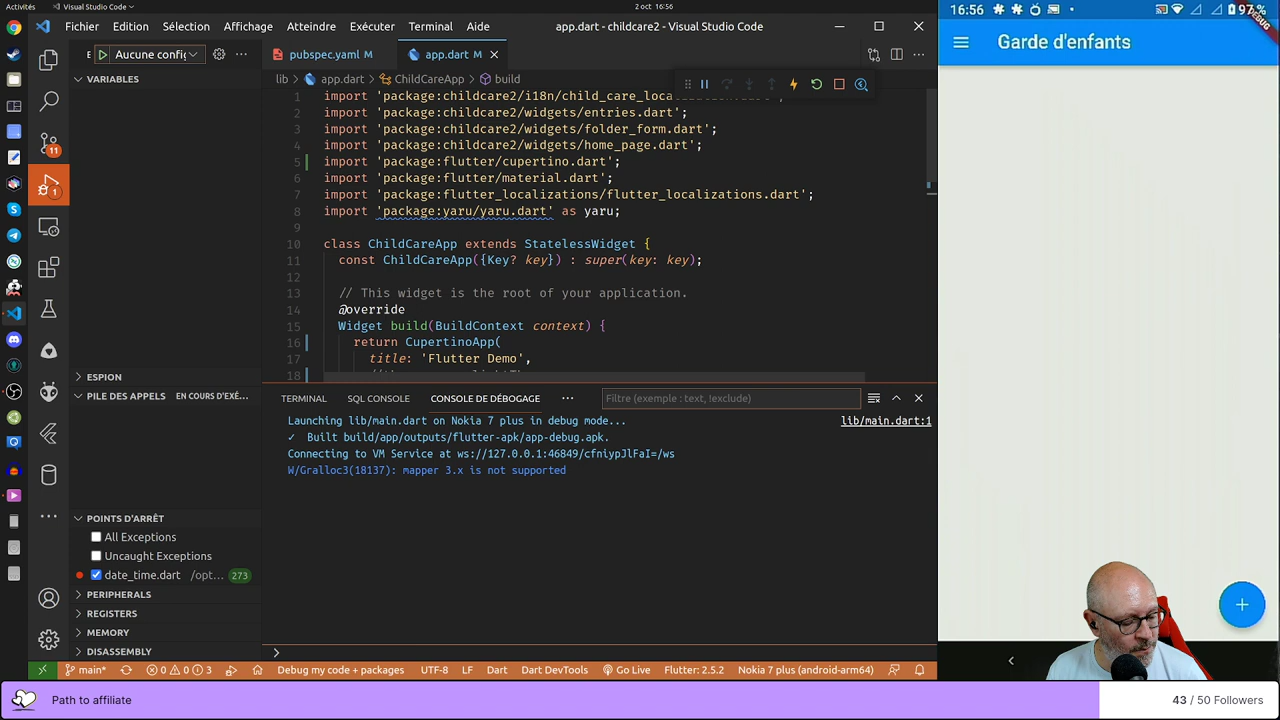 Activités
Visual Studio Code
2 oct 16:56
Fichier Edition Sélection Affichage Atteindre Exécuter Terminal Aide
app.dart - childcare2 - Visual Studio Code
Aucune config
pubspec.yaml M
app.dart M
VARIABLES
lib > app.dart > ChildCareApp > build
1 import 'package:childcare2/i18n/child_care_
2 import 'package:childcare2/widgets/entries.dart';
3 import 'package:childcare2/widgets/folder_form.dart';
4 import 'package:childcare2/widgets/home_page.dart';
5 import 'package:flutter/cupertino.dart';
6 import 'package:flutter/material.dart';
7 import 'package:flutter_localizations/flutter_localizations.dart';
8 import 'package:yaru/yaru.dart' as yaru;
9
10 class ChildCareApp extends StatelessWidget {
11 const ChildCareApp({Key? key}) : super(key: key);
12
13 // This widget is the root of your application.
14 @override
15 Widget build(BuildContext context) {
16 return CupertinoApp(
17 title: 'Flutter Demo',
18
ESPION
PILE DES APPELS EN COURS D'EXÉ...
POINTS D'ARRÊT
All Exceptions
Uncaught Exceptions
date_time.dart /opt... 273
PERIPHERALS
REGISTERS
MEMORY
DISASSEMBLY
11
1
TERMINAL SQL CONSOLE CONSOLE DE DÉBOGAGE ...
Filtre (exemple : text, !exclude)
Launching lib/main.dart on Nokia 7 plus in debug mode...
lib/main.dart:1
✓ Built build/app/outputs/flutter-apk/app-debug.apk.
Connecting to VM Service at ws://127.0.0.1:46849/cfniypJlFaI=/ws
W/Gralloc3(18137): mapper 3.x is not supported
main* 0 0 3 Debug my code + packages UTF-8 LF Dart Dart DevTools Go Live Flutter: 2.5.2 Nokia 7 plus (android-arm64)
16:56
97%
DEBUG
Garde d'enfants
Path to affiliate
43 / 50 Followers